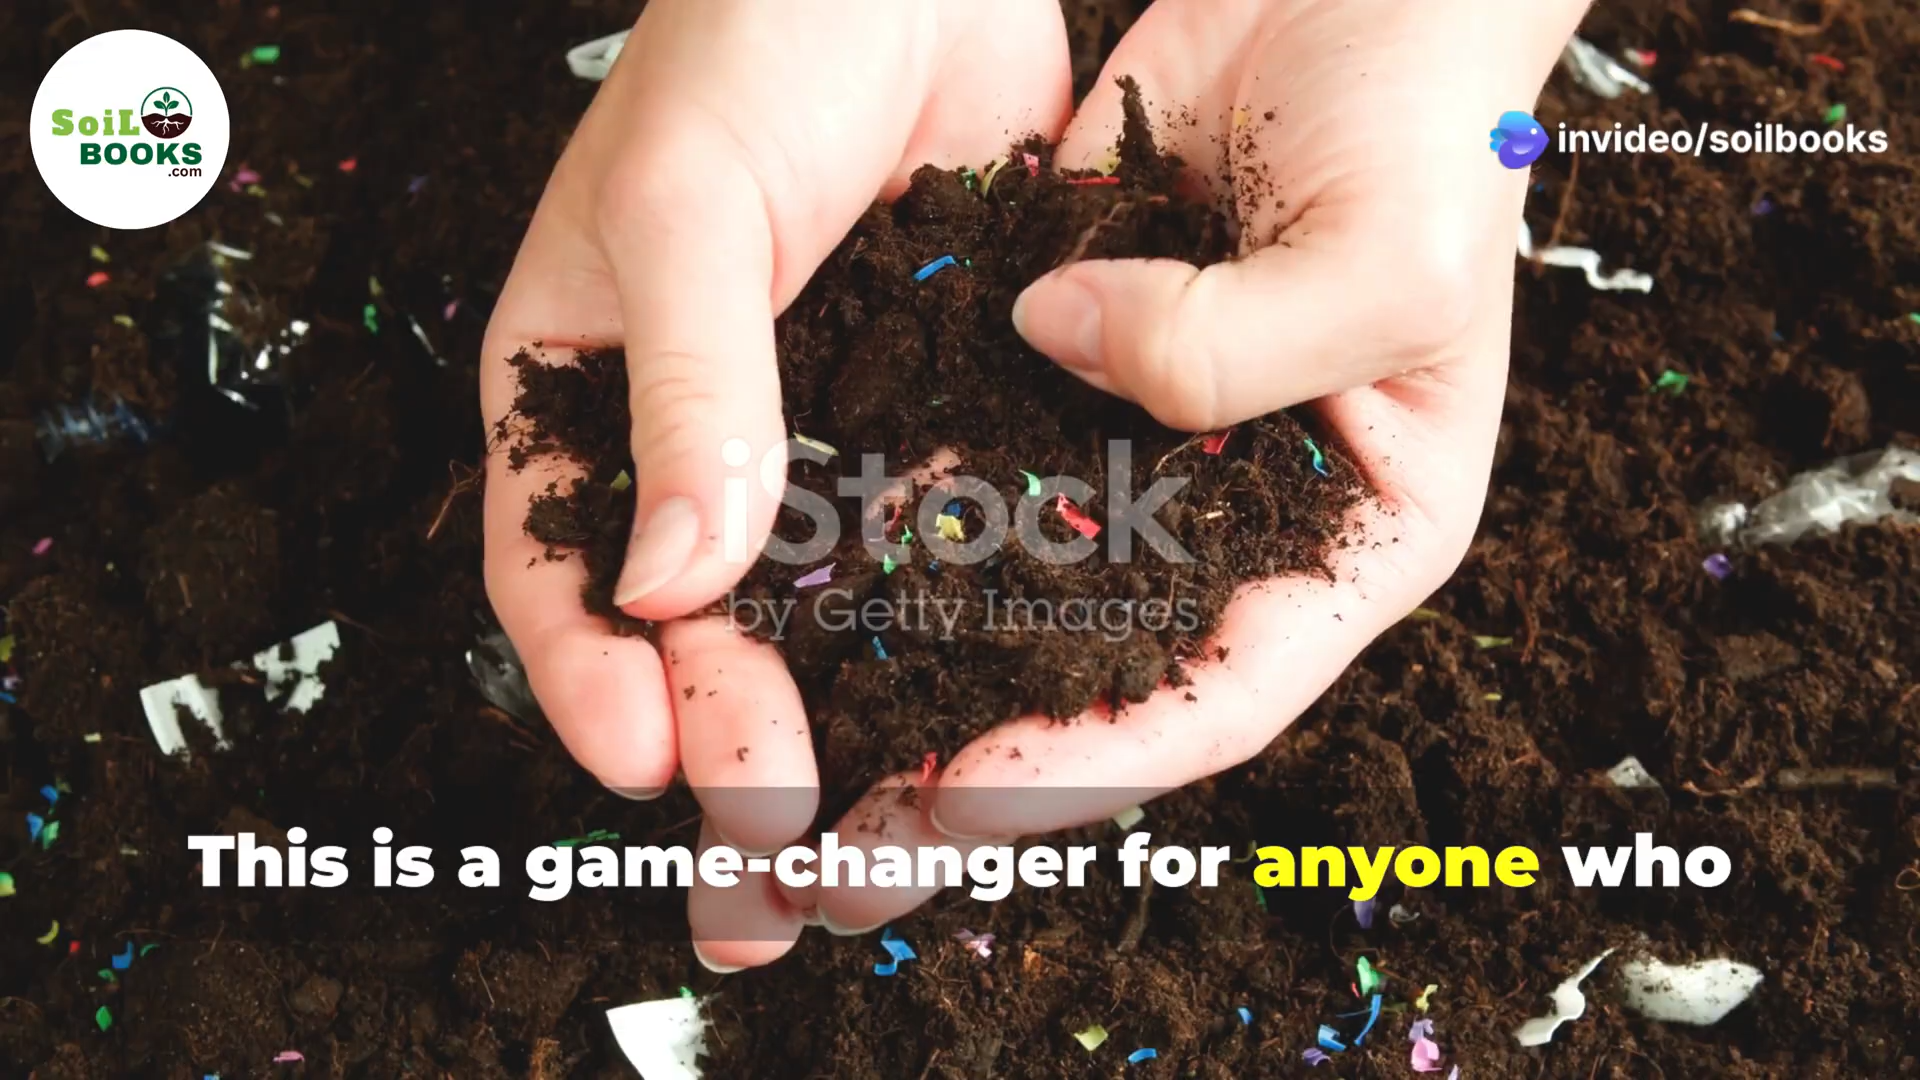 SoiL
BOOKS
.com
invideo/soilbooks
iStock
by Getty Images
This is a game-changer for anyone who